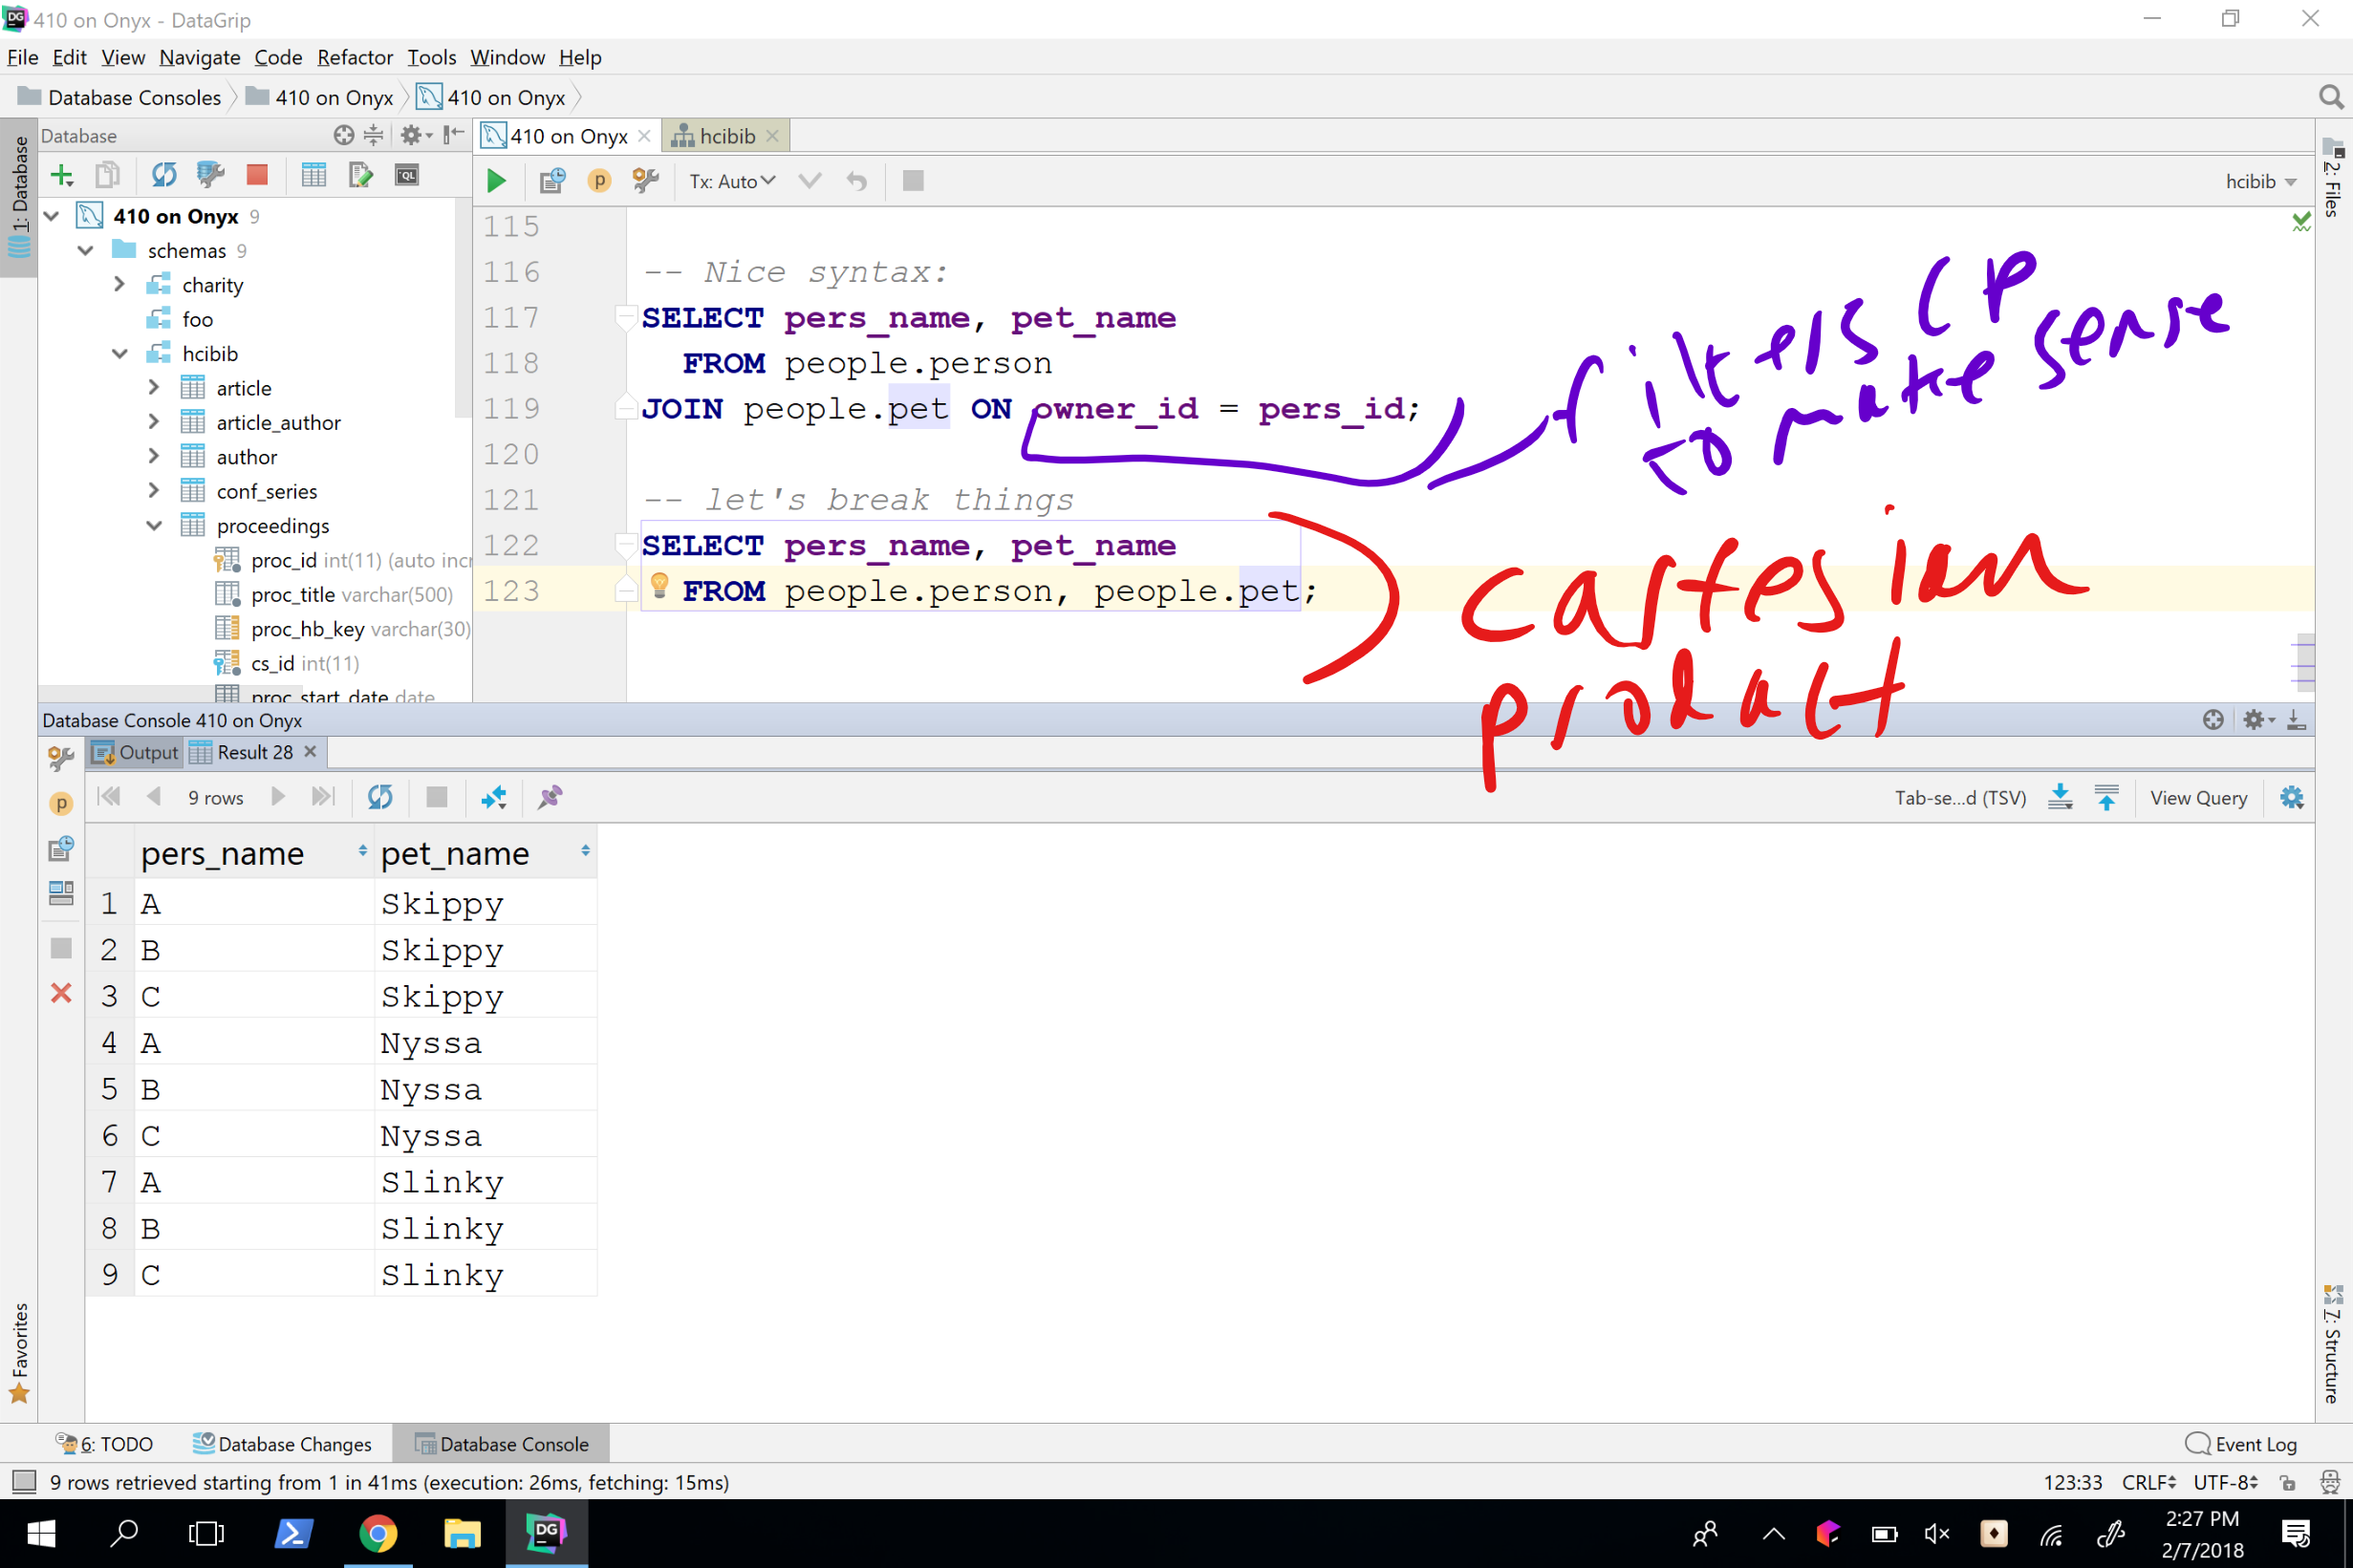 410 on Onyx - DataGrip
File Edit View Navigate Code Refactor Tools Window Help
Database Consoles 410 on Onyx 410 on Onyx
1: Database
Database
410 on Onyx hcibib
Tx: Auto hcibib
2: Files
410 on Onyx 9
schemas 9
charity
foo
hcibib
article
article_author
author
conf_series
proceedings
proc_id int(11) (auto incr
proc_title varchar(500)
proc_hb_key varchar(30)
cs_id int(11)
proc_start_date date
115
116 -- Nice syntax:
117 SELECT pers_name, pet_name
118 FROM people.person
119 JOIN people.pet ON owner_id = pers_id;
120
121 -- let's break things
122 SELECT pers_name, pet_name
123 FROM people.person, people.pet;
filters CP
to make sense
cartesian
product
Database Console 410 on Onyx
Output Result 28
9 rows Tab-se...d (TSV) View Query
pers_name pet_name
1 A Skippy
2 B Skippy
3 C Skippy
4 A Nyssa
5 B Nyssa
6 C Nyssa
7 A Slinky
8 B Slinky
9 C Slinky
Favorites
7: Structure
6: TODO Database Changes Database Console Event Log
9 rows retrieved starting from 1 in 41ms (execution: 26ms, fetching: 15ms) 123:33 CRLF UTF-8
DG
2:27 PM
2/7/2018